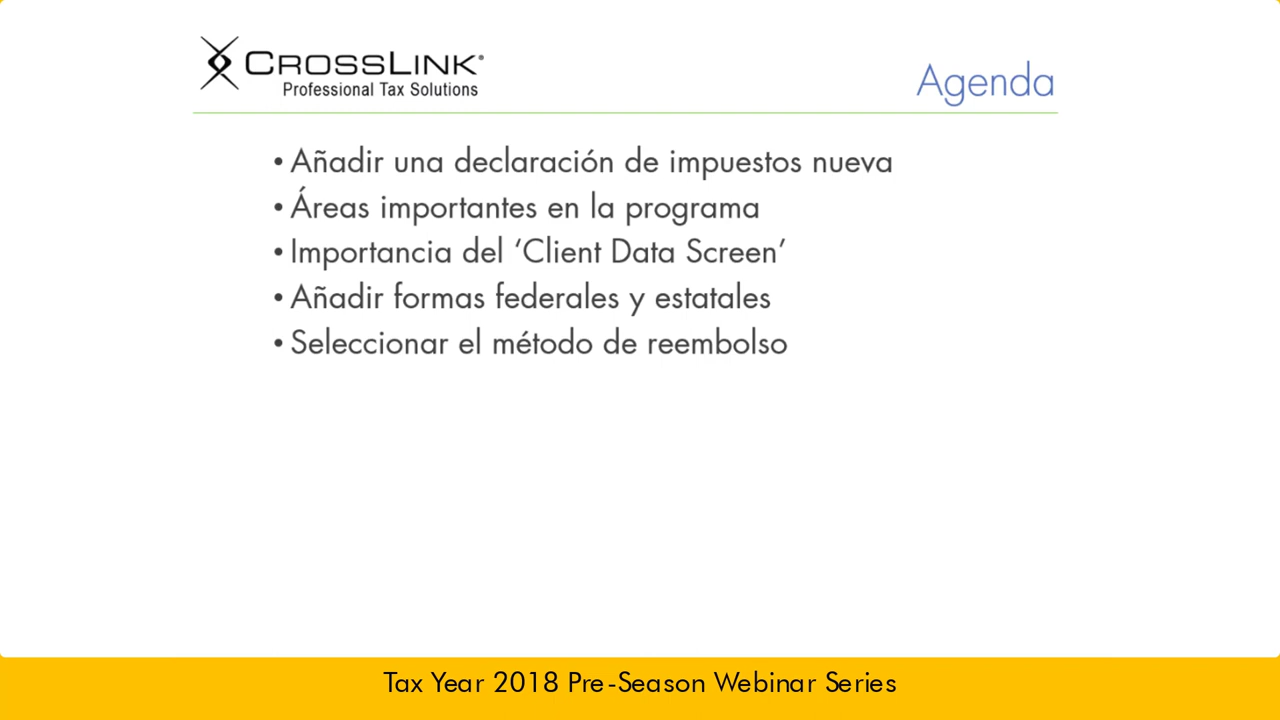 CROSSLINK®
Professional Tax Solutions
Agenda
• Añadir una declaración de impuestos nueva
• Áreas importantes en la programa
• Importancia del ‘Client Data Screen’
• Añadir formas federales y estatales
• Seleccionar el método de reembolso
Tax Year 2018 Pre-Season Webinar Series